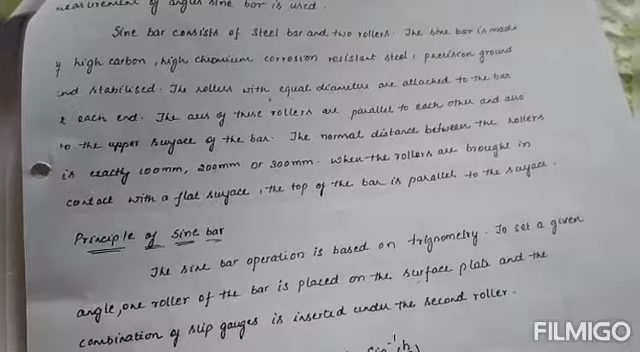 measurement of angles sine bar is used.
Sine bar consists of steel bar and two rollers. The sine bar is made
high carbon, high chromium corrosion resistant steel, precision ground
and stabilised. The rollers with equal diameter are attached to the bar
each end. The axes of these rollers are parallel to each other and also
to the upper surface of the bar. The normal distance between the rollers
is exactly 100mm, 200mm or 300mm. When the rollers are brought in
contact with a flat surface, the top of the bar is parallel to the surface.
Principle of Sine bar
The sine bar operation is based on trignometry. To set a given
angle, one roller of the bar is placed on the surface plate and the
combination of slip gauges is inserted under the second roller.
FILMIGO